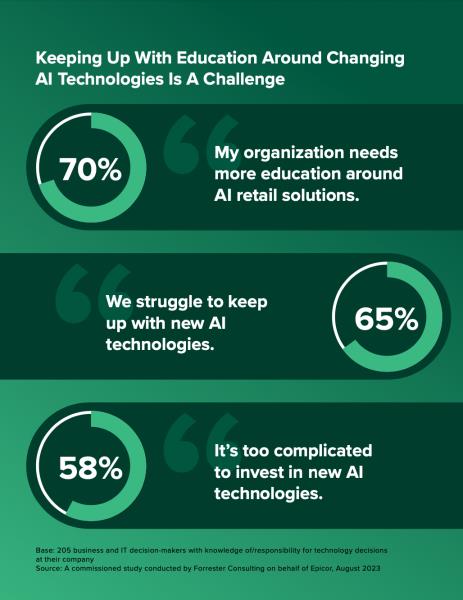 Keeping Up With Education Around Changing
AI Technologies Is A Challenge
70%
“
My organization needs
more education around
AI retail solutions.
“
We struggle to keep
up with new AI
technologies.
65%
58%
“
It’s too complicated
to invest in new AI
technologies.
Base: 205 business and IT decision-makers with knowledge of/responsibility for technology decisions
at their company
Source: A commissioned study conducted by Forrester Consulting on behalf of Epicor, August 2023